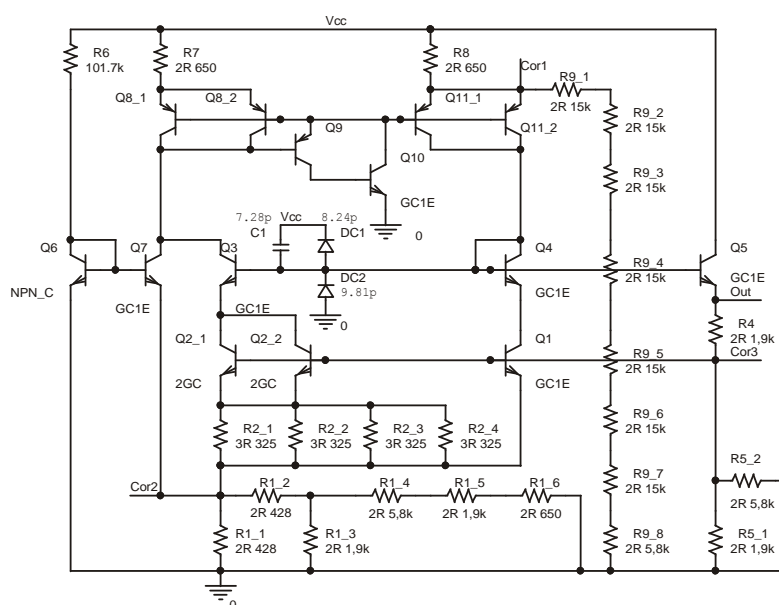 Vcc
R6
101.7k
R7
2R 650
R8
2R 650
Cor1
R9_1
2R 15k
Q8_1
Q8_2
Q11_1
R9_2
2R 15k
Q9
Q11_2
Q10
R9_3
2R 15k
GC1E
0
7.28p
Vcc
8.24p
C1
DC1
Q6
Q7
Q3
Q4
Q5
R9_4
2R 15k
DC2
9.81p
NPN_C
GC1E
GC1E
GC1E
GC1E
Out
0
R4
2R 1,9k
Cor3
Q2_1
Q2_2
Q1
R9_5
2R 15k
2GC
2GC
GC1E
R2_1
3R 325
R2_2
3R 325
R2_3
3R 325
R2_4
3R 325
R9_6
2R 15k
Cor2
R1_2
2R 428
R1_4
2R 5,8k
R1_5
2R 1,9k
R1_6
2R 650
R9_7
2R 15k
R5_2
2R 5,8k
R1_1
2R 428
R1_3
2R 1,9k
R9_8
2R 5,8k
R5_1
2R 1,9k
0